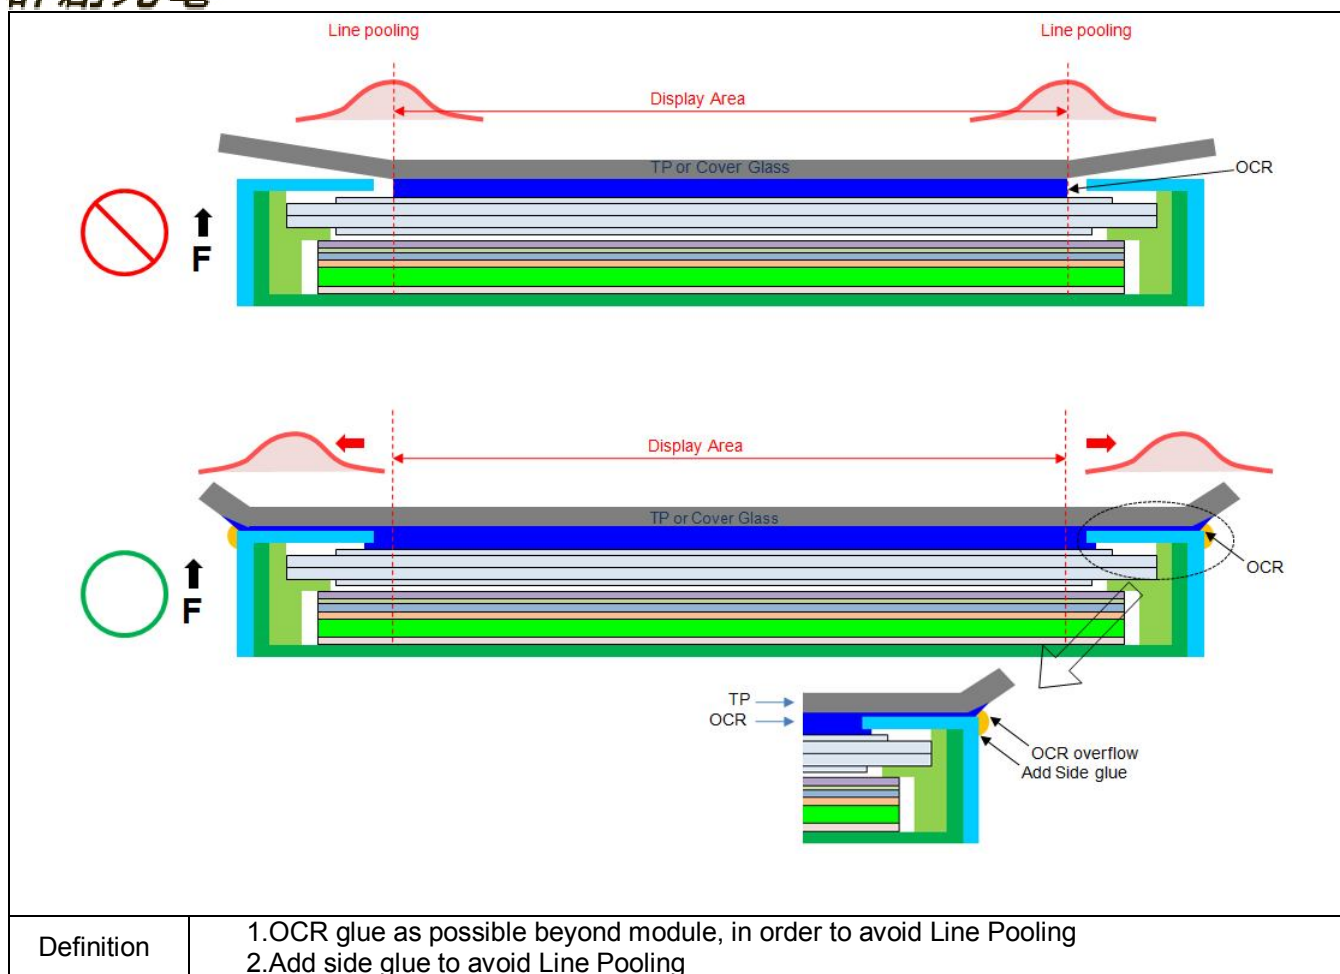 Line pooling
Line pooling
Display Area
TP or Cover Glass
OCR
F
Display Area
TP or Cover Glass
OCR
F
TP
OCR
OCR overflow
Add Side glue
Definition
1.OCR glue as possible beyond module, in order to avoid Line Pooling
2.Add side glue to avoid Line Pooling